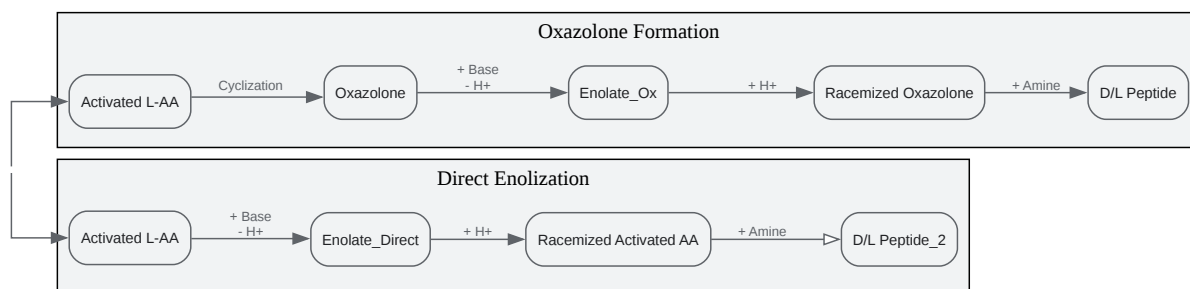 Oxazolone Formation
Activated L-AA
Cyclization
Oxazolone
+ Base
- H+
Enolate_Ox
+ H+
Racemized Oxazolone
+ Amine
D/L Peptide
Direct Enolization
Activated L-AA
+ Base
- H+
Enolate_Direct
+ H+
Racemized Activated AA
+ Amine
D/L Peptide_2